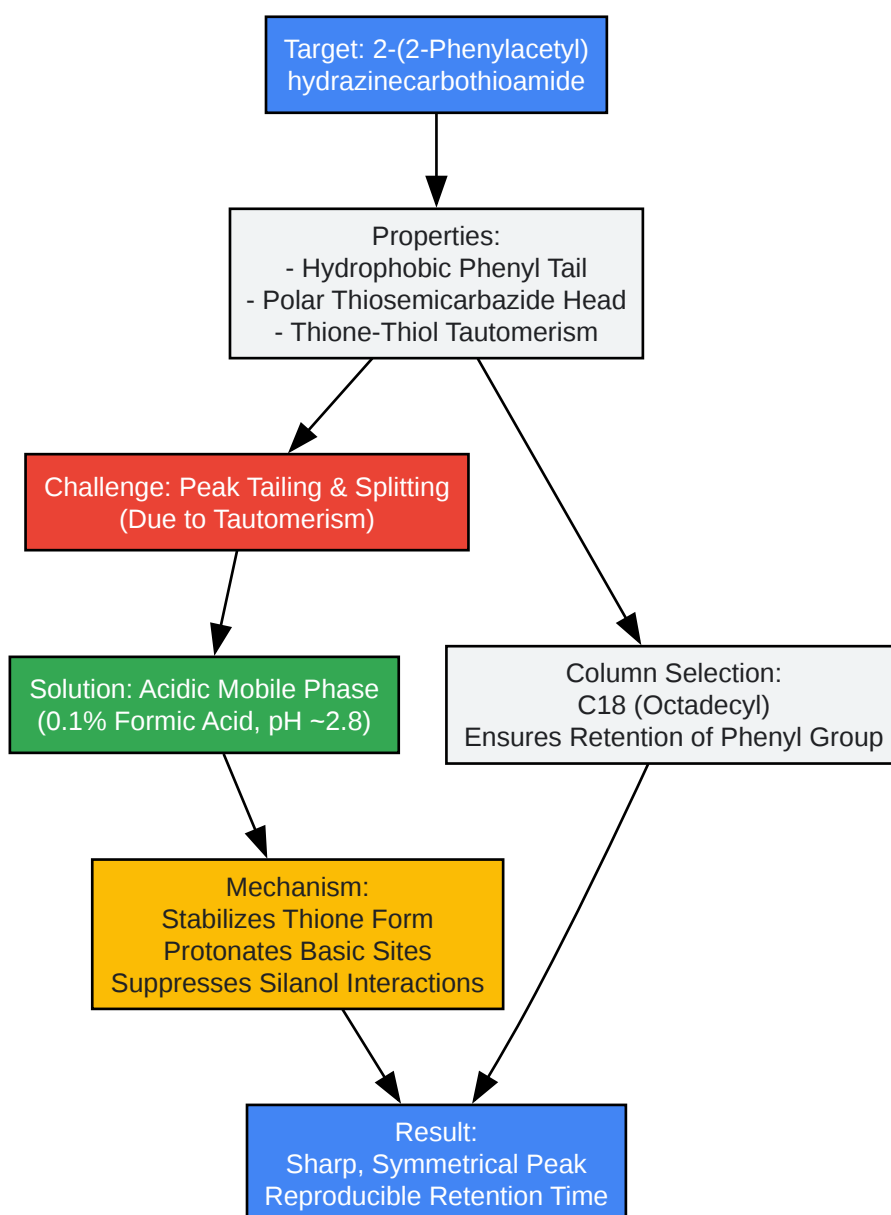 Target: 2-(2-Phenylacetyl)
hydrazinecarbothioamide
Properties:
- Hydrophobic Phenyl Tail
- Polar Thiosemicarbazide Head
- Thione-Thiol Tautomerism
Challenge: Peak Tailing & Splitting
(Due to Tautomerism)
Solution: Acidic Mobile Phase
(0.1% Formic Acid, pH ~2.8)
Column Selection:
C18 (Octadecyl)
Ensures Retention of Phenyl Group
Mechanism:
Stabilizes Thione Form
Protonates Basic Sites
Suppresses Silanol Interactions
Result:
Sharp, Symmetrical Peak
Reproducible Retention Time